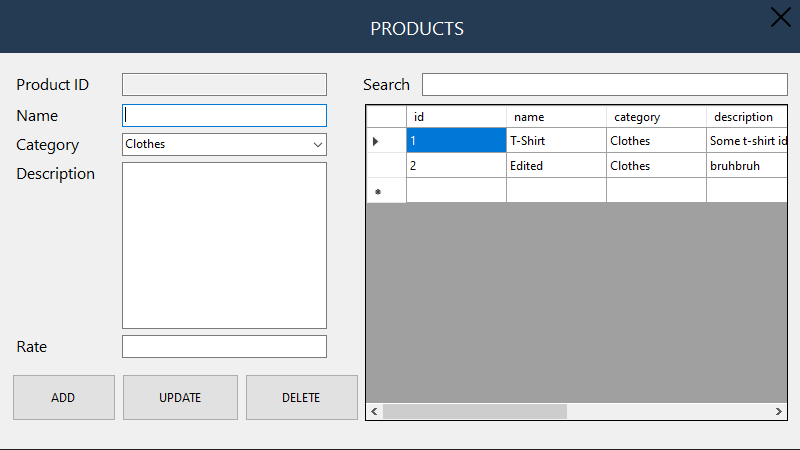 PRODUCTS
Product ID
Name
Category Clothes
Description
Rate
ADD UPDATE DELETE
Search
id name category description
1 T-Shirt Clothes Some t-shirt id
2 Edited Clothes bruhbruh